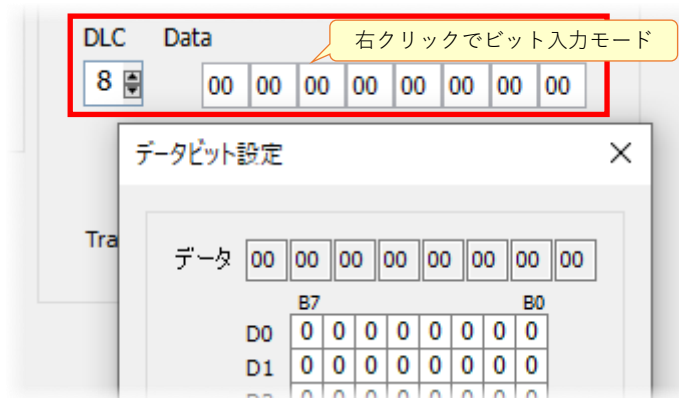 DLC Data
右クリックでビット入力モード
8 00 00 00 00 00 00 00 00
データビット設定
Tra
データ 00 00 00 00 00 00 00 00
B7 B0
D0 0 0 0 0 0 0 0 0
D1 0 0 0 0 0 0 0 0